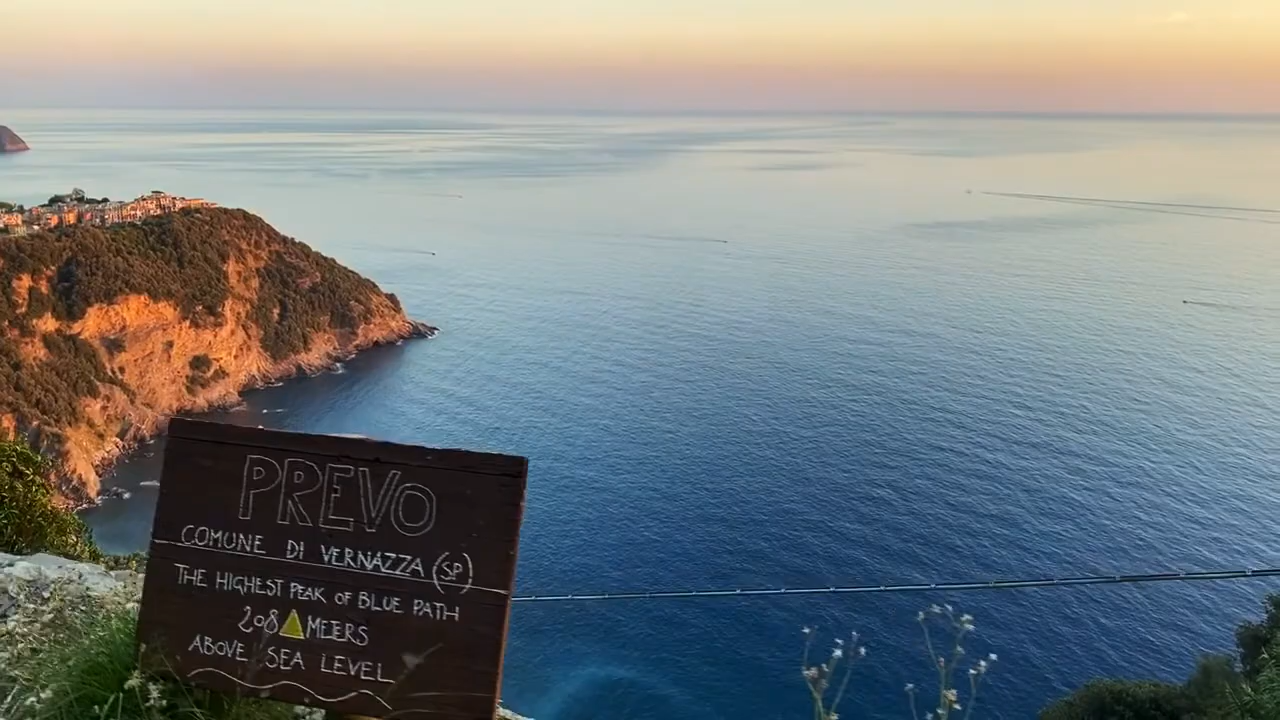 PREVO
COMUNE DI VERNAZZA (SP)
THE HIGHEST PEAK OF BLUE PATH
208 MEERS
ABOVE SEA LEVEL